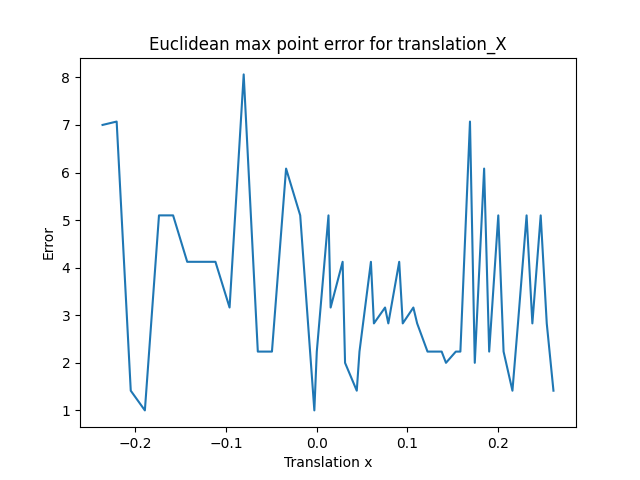 Euclidean max point error for translation_X
8
7
6
5
4
3
2
1
Error
−0.2 −0.1 0.0 0.1 0.2
Translation x